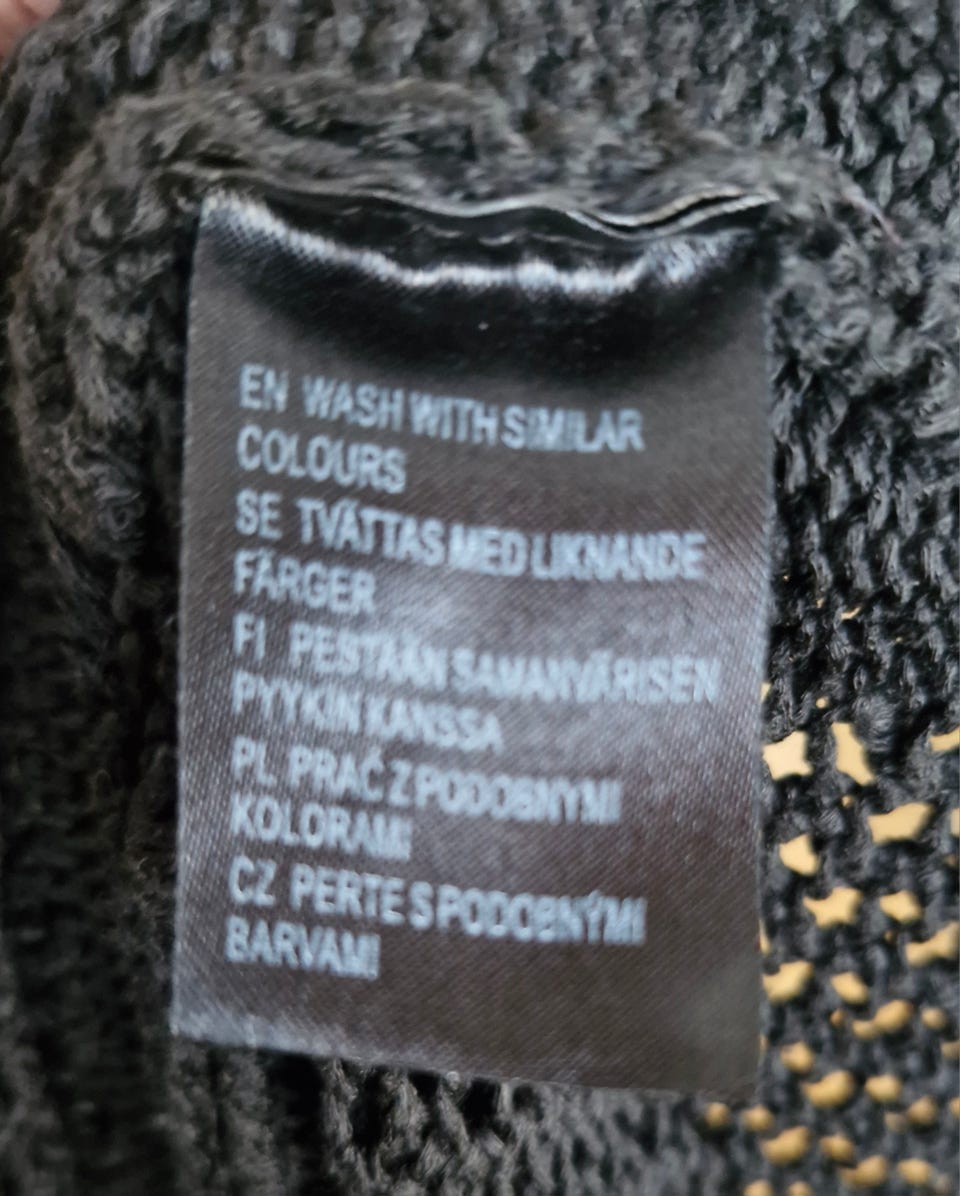 EN WASH WITH SIMILAR
COLOURS
SE TVÄTTAS MED LIKNANDE
FÄRGER
FI PESTÄÄN SAMANVÄRISEN
PYYKIN KANSSA
PL PRAĆ Z PODOBNYMI
KOLORAMI
CZ PERTE S PODOBNÝMI
BARVAMI